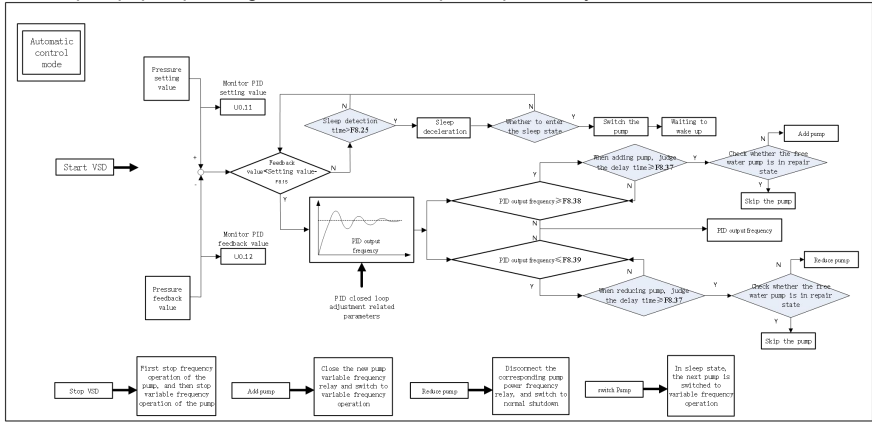 Automatic
control
mode
Pressure
setting
value
Monitor PID
setting value
U0.11
Start VSD
+
-
Monitor PID
feedback value
U0.12
Pressure
feedback
value
Feedback
value<Setting value-
N
Y
Sleep detection
time>F8.25
N
Y
Sleep
deceleration
Whether to enter
the sleep state
N
Y
Switch the
pump
Waiting to
wake up
PID output
frequency
PID closed loop
adjustment related
parameters
PID output frequency≥F8.38
Y
N
When adding pump, judge
the delay time≥F8.37
N
Y
Check whether the free
water pump is in repair
state
N
Add pump
Y
Skip the pump
PID output frequency
N
PID output frequency≤F8.39
Y
When reducing pump, judge
the delay time≥F8.37
N
Y
Check whether the free
water pump is in repair
state
N
Reduce pump
Y
Skip the pump
Stop VSD
First stop frequency
operation of the
pump, and then stop
variable frequency
operation of the pump
Add pump
Close the new pump
variable frequency
relay and switch to
variable frequency
operation
Reduce pump
Disconnect the
corresponding pump
power frequency
relay, and switch to
normal shutdown
switch Pump
In sleep state,
the next pump is
switched to
variable frequency
operation